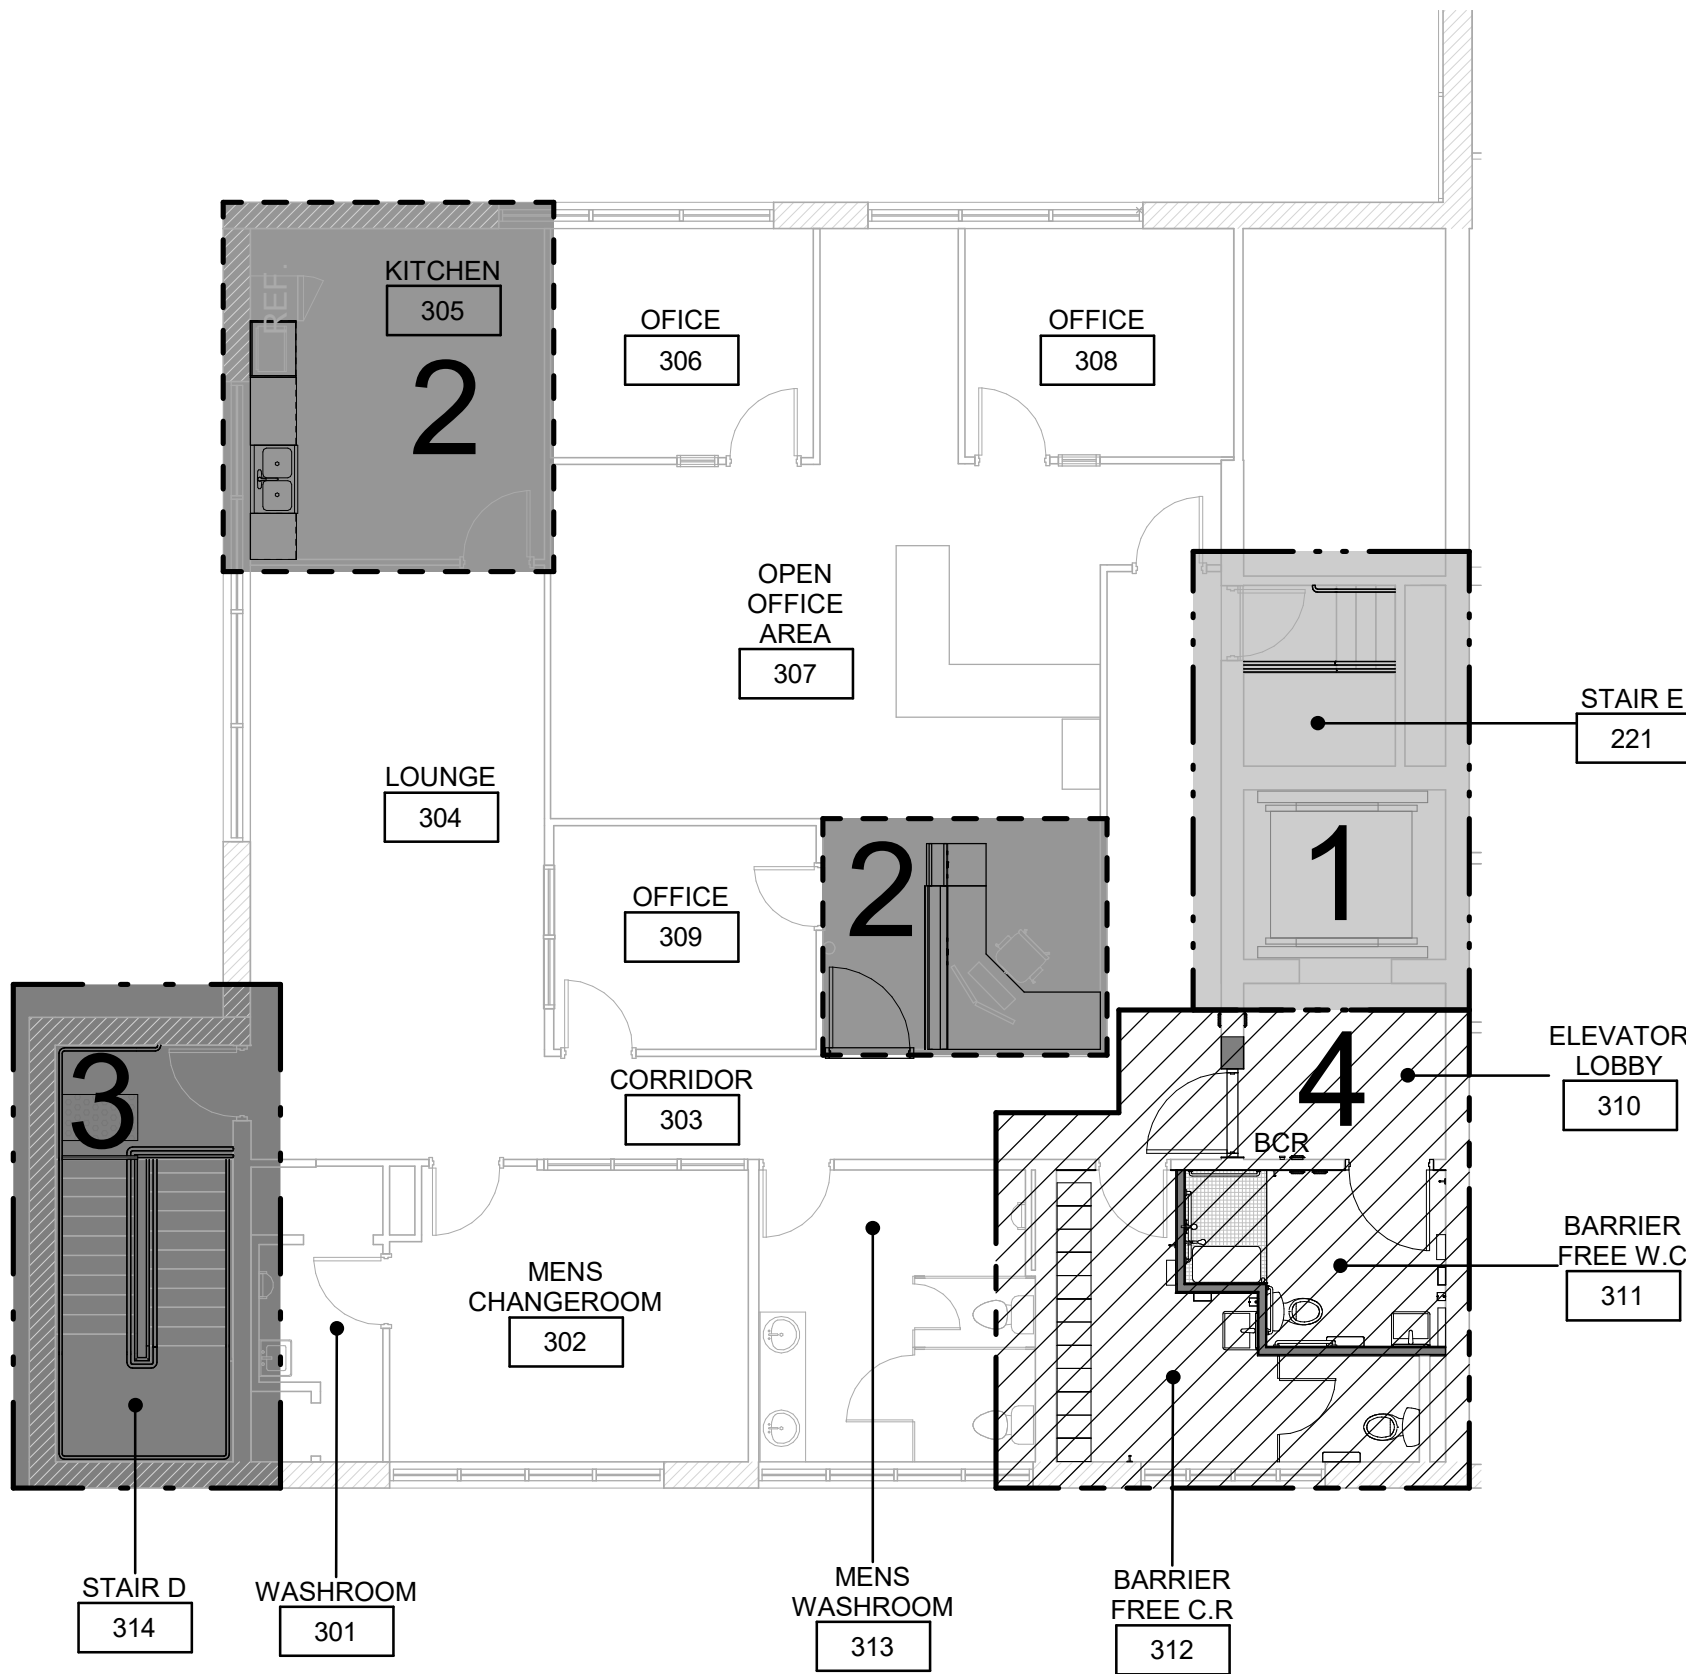 KITCHEN
305
REF.
2
OFICE
306
OFFICE
308
OPEN
OFFICE
AREA
307
STAIR E
221
LOUNGE
304
1
2
OFFICE
309
3
CORRIDOR
303
4
ELEVATOR
LOBBY
310
BCR
BARRIER
FREE W.C
311
MENS
CHANGEROOM
302
STAIR D
314
WASHROOM
301
MENS
WASHROOM
313
BARRIER
FREE C.R
312